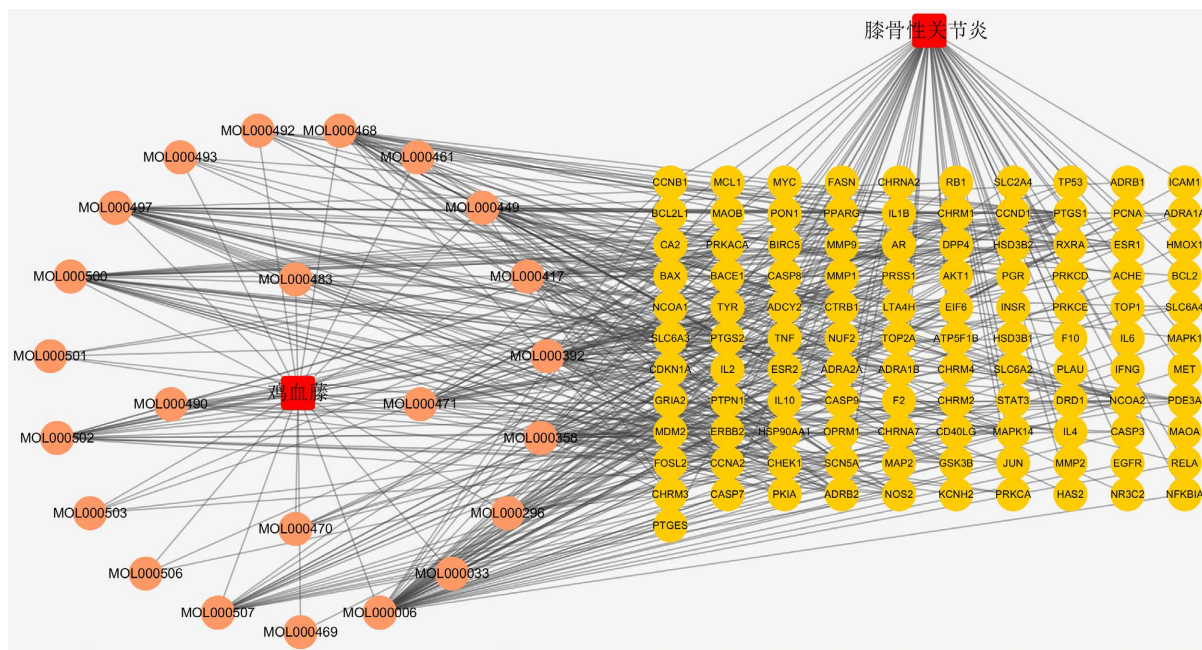 膝骨性关节炎
MOL000492
MOL000468
MOL000493
MOL000461
MOL000497
MOL000449
MOL000500
MOL000483
MOL000417
MOL000501
MOL000392
鸡血藤
MOL000490
MOL000471
MOL000502
MOL000358
MOL000503
MOL000296
MOL000470
MOL000506
MOL000033
MOL000507
MOL000006
MOL000469
CCNB1 MCL1 MYC FASN CHRNA2 RB1 SLC2A4 TP53 ADRB1 ICAM1
BCL2L1 MAOB PON1 PPARG IL1B CHRM1 CCND1 PTGS1 PCNA ADRA1A
CA2 PRKACA BIRC5 MMP9 AR DPP4 HSD3B2 RXRA ESR1 HMOX1
BAX BACE1 CASP8 MMP1 PRSS1 AKT1 PGR PRKCD ACHE BCL2
NCOA1 TYR ADCY2 CTRB1 LTA4H EIF6 INSR PRKCE TOP1 SLC6A4
SLC6A3 PTGS2 TNF NUF2 TOP2A ATP5F1B HSD3B1 F10 IL6 MAPK1
CDKN1A IL2 ESR2 ADRA2A ADRA1B CHRM4 SLC6A2 PLAU IFNG MET
GRIA2 PTPN1 IL10 CASP9 F2 CHRM2 STAT3 DRD1 NCOA2 PDE3A
MDM2 ERBB2 HSP90AA1 OPRM1 CHRNA7 CD40LG MAPK14 IL4 CASP3 MAOA
FOSL2 CCNA2 CHEK1 SCN5A MAP2 GSK3B JUN MMP2 EGFR RELA
CHRM3 CASP7 PKIA ADRB2 NOS2 KCNH2 PRKCA HAS2 NR3C2 NFKBIA
PTGES